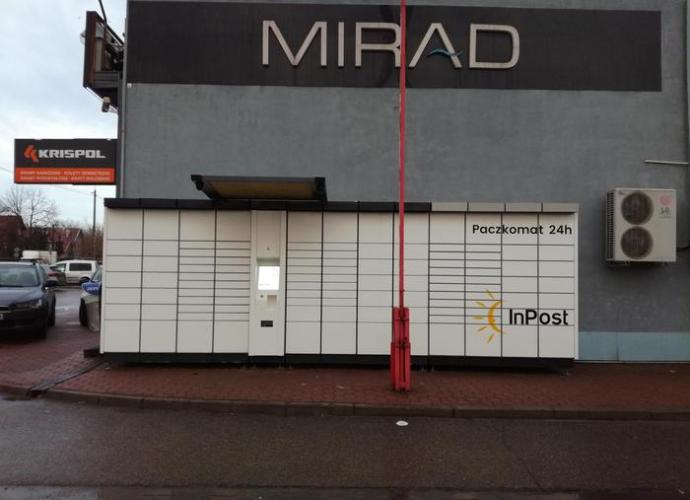 MIRAD
KRISPOL
Paczkomat 24h
InPost